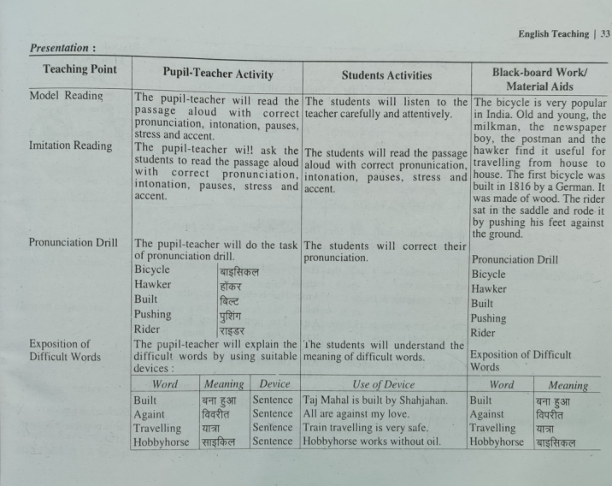 English Teaching | 33
Presentation :
Teaching Point
Pupil-Teacher Activity
Students Activities
Black-board Work/
Material Aids
Model Reading
The pupil-teacher will read the
passage aloud with correct
pronunciation, intonation, pauses,
stress and accent.
The students will listen to the
teacher carefully and attentively.
The bicycle is very popular
in India. Old and young, the
milkman, the newspaper
boy, the postman and the
hawker find it useful for
travelling from house to
house. The first bicycle was
built in 1816 by a German. It
was made of wood. The rider
sat in the saddle and rode it
by pushing his feet against
the ground.
Imitation Reading
The pupil-teacher will ask the
students to read the passage aloud
with correct pronunciation,
intonation, pauses, stress and
accent.
The students will read the passage
aloud with correct pronunication,
intonation, pauses, stress and
accent.
Pronunciation Drill
The pupil-teacher will do the task
of pronunciation drill.
Bicycle बाइसिकल
Hawker हॉकर
Built बिल्ट
Pushing पुशिंग
Rider राइडर
The students will correct their
pronunciation.
Pronunciation Drill
Bicycle
Hawker
Built
Pushing
Rider
Exposition of
Difficult Words
The pupil-teacher will explain the
difficult words by using suitable
devices :
The students will understand the
meaning of difficult words.
Exposition of Difficult
Words
Word Meaning Device Use of Device Word Meaning
Built बना हुआ Sentence Taj Mahal is built by Shahjahan. Built बना हुआ
Againt विवरीत Sentence All are against my love. Against विपरीत
Travelling यात्रा Sentence Train travelling is very safe. Travelling यात्रा
Hobbyhorse साइकिल Sentence Hobbyhorse works without oil. Hobbyhorse बाइसिकल